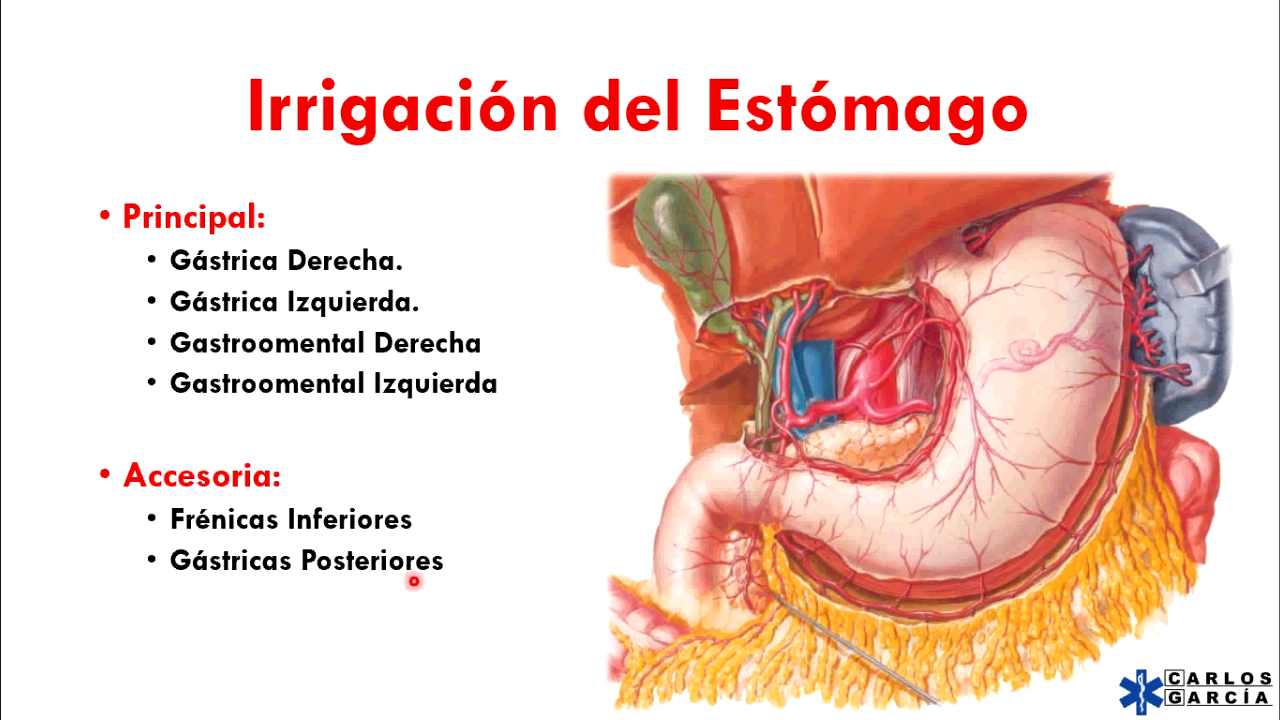 Irrigación del Estómago
• Principal:
• Gástrica Derecha.
• Gástrica Izquierda.
• Gastroomental Derecha
• Gastroomental Izquierda
• Accesoria:
• Frénicas Inferiores
• Gástricas Posteriores
CARLOS
GARCÍA